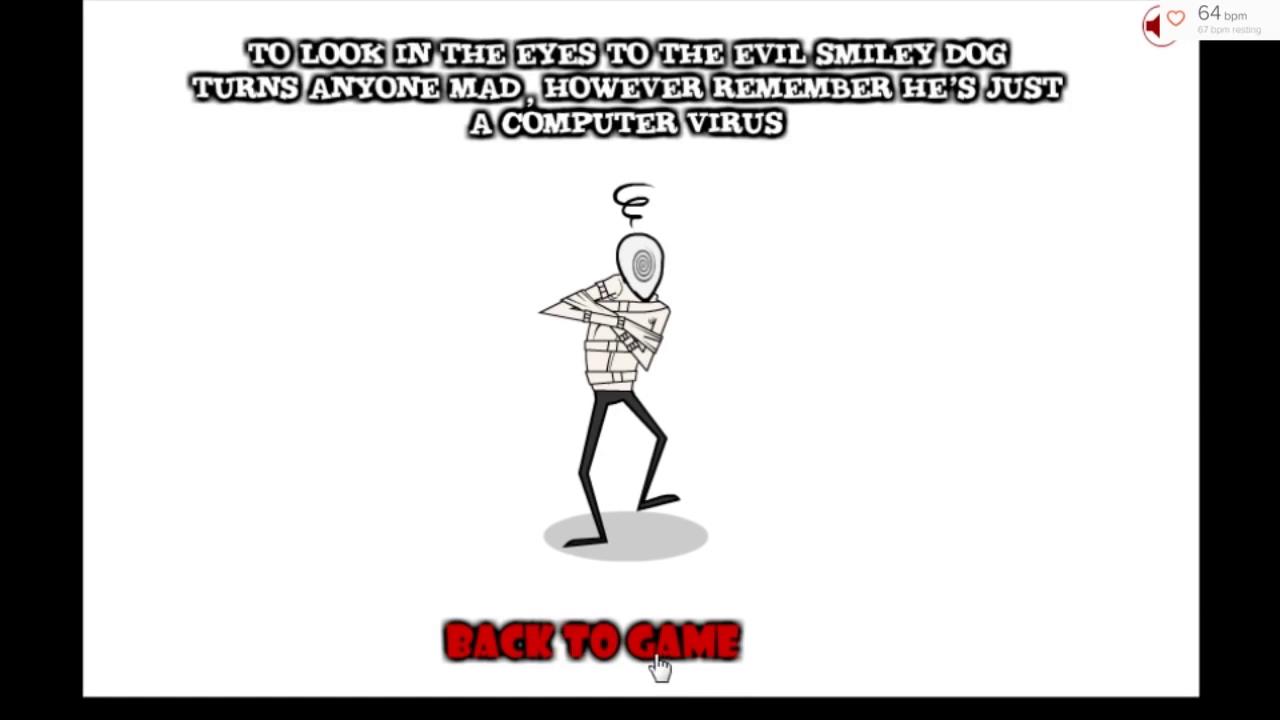 64 bpm
67 bpm resting
TO LOOK IN THE EYES TO THE EVIL SMILEY DOG
TURNS ANYONE MAD, HOWEVER REMEMBER HE'S JUST
A COMPUTER VIRUS
BACK TO GAME